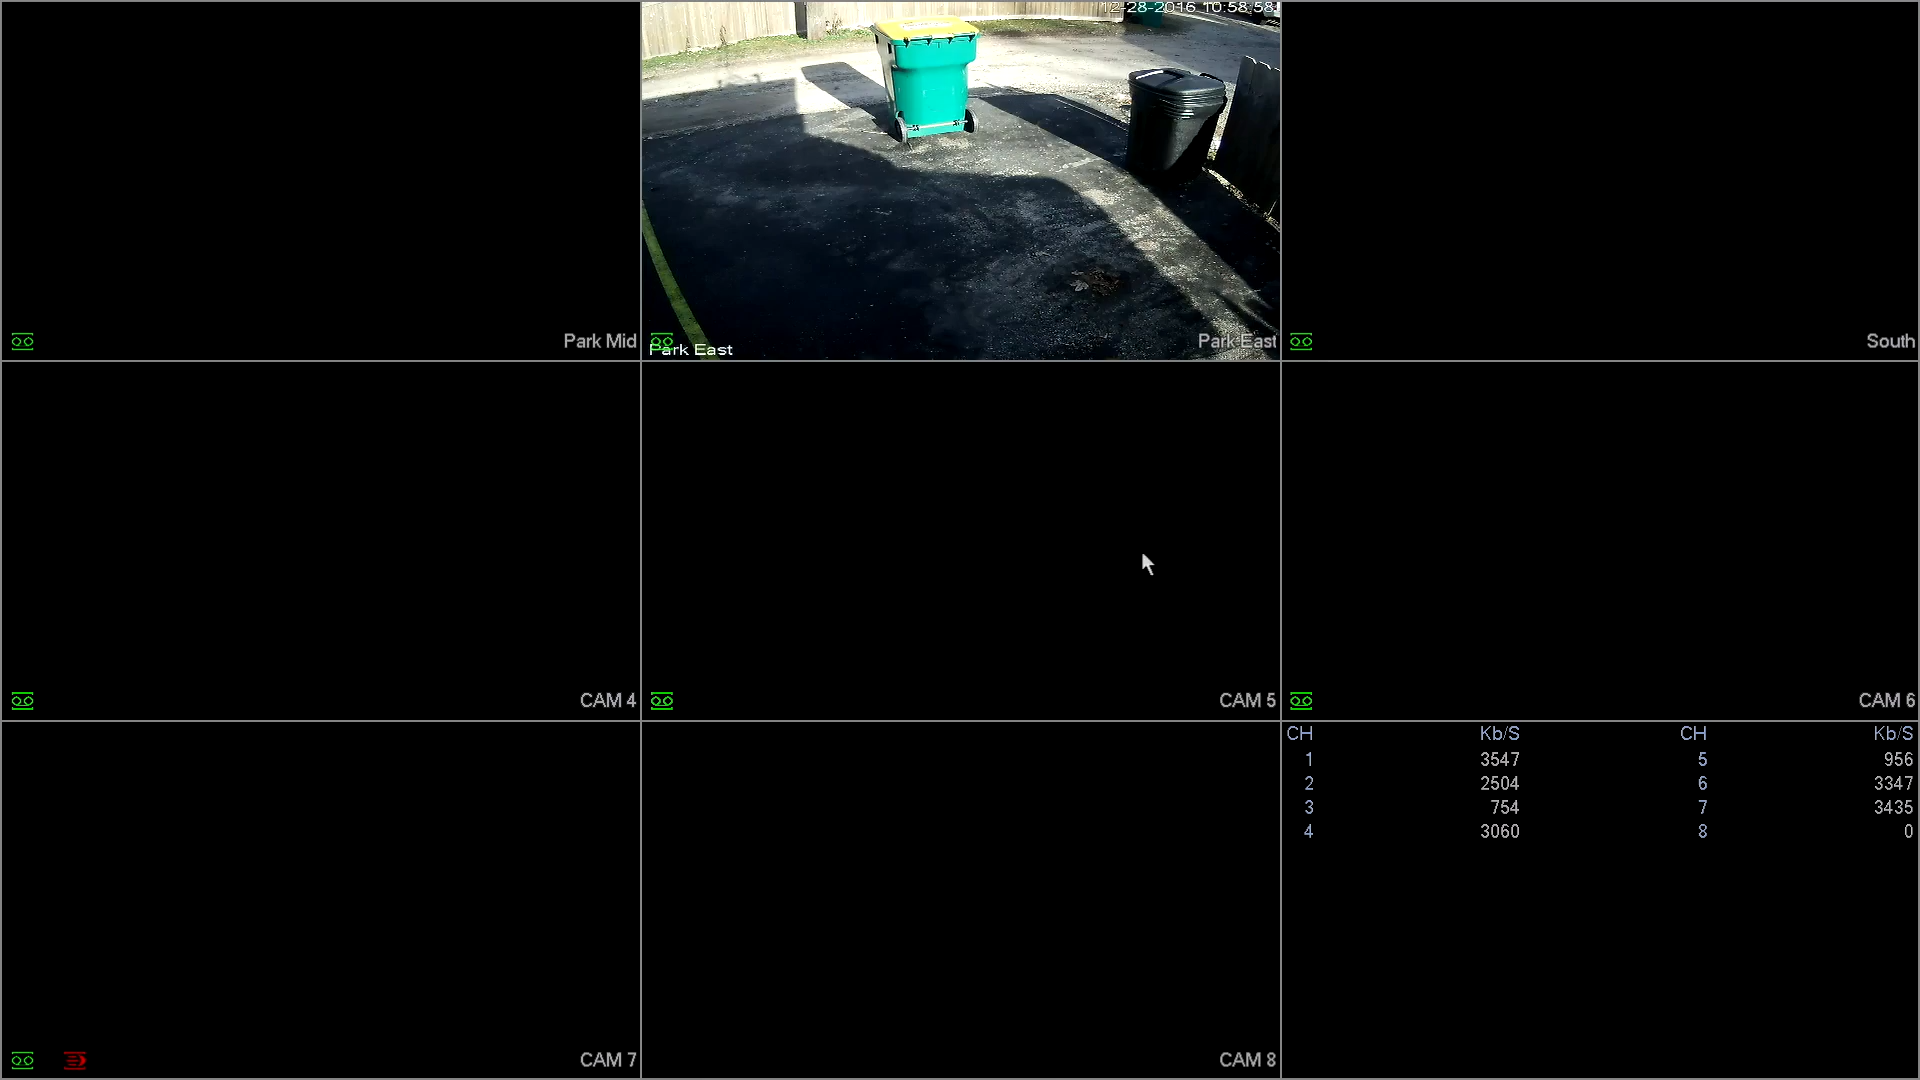 12-28-2016 10:58:58
Park Mid
Park East
Park East
South
CAM 4
CAM 5
CAM 6
CAM 7
CAM 8
CH Kb/S CH Kb/S
1 3547 5 956
2 2504 6 3347
3 754 7 3435
4 3060 8 0